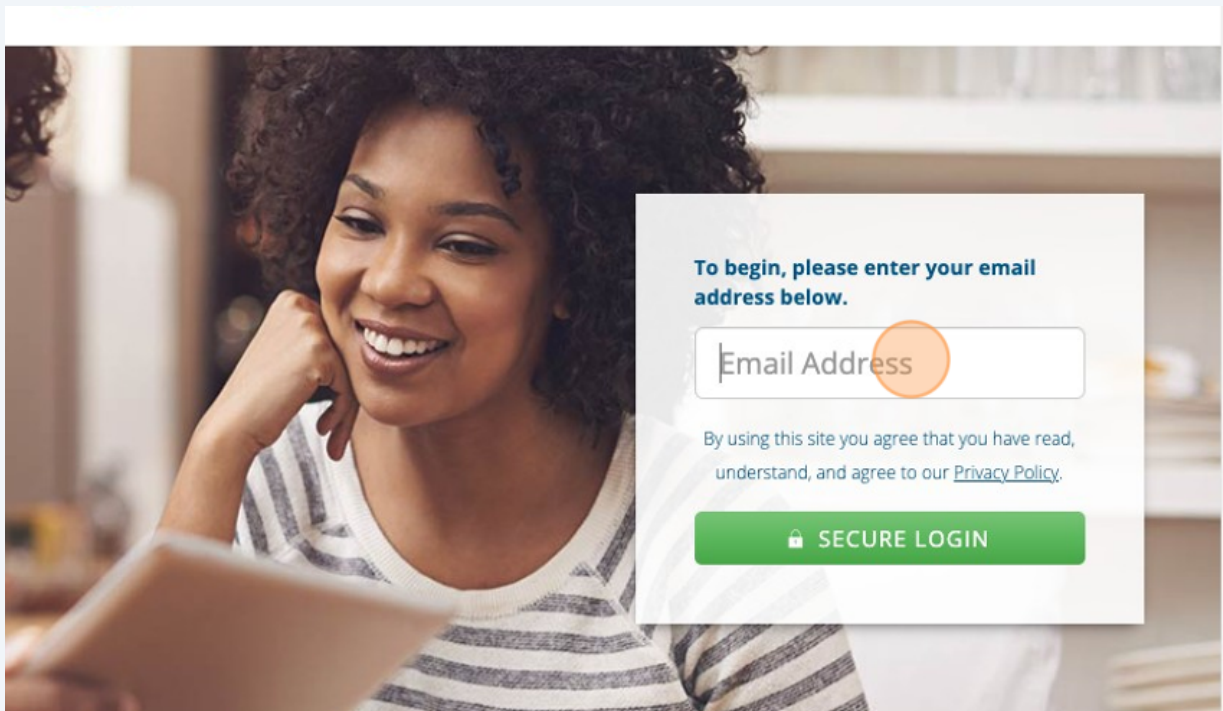 To begin, please enter your email
address below.
Email Address
By using this site you agree that you have read,
understand, and agree to our Privacy Policy.
SECURE LOGIN